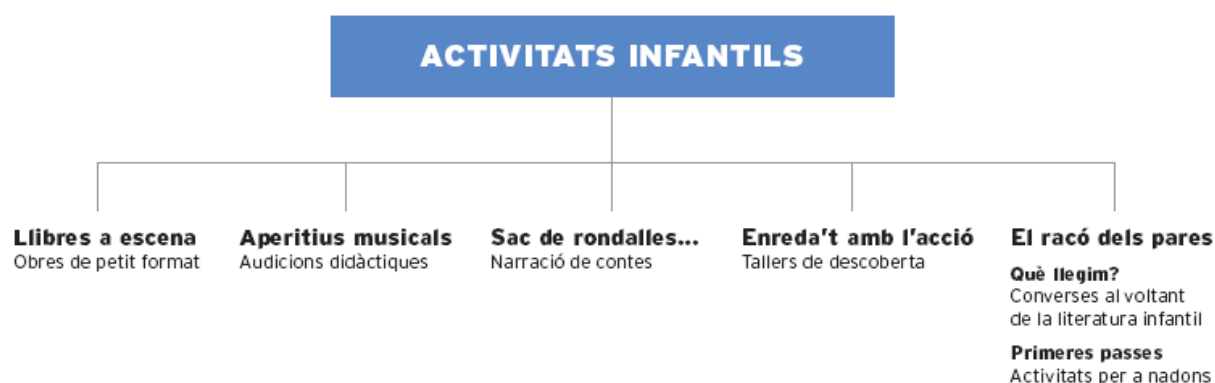 ACTIVITATS INFANTILS
Llibres a escena
Obres de petit format
Aperitius musicals
Audicions didàctiques
Sac de rondalles...
Narració de contes
Enreda't amb l'acció
Tallers de descoberta
El racó dels pares
Què llegim?
Converses al voltant
de la literatura infantil
Primeres passes
Activitats per a nadons